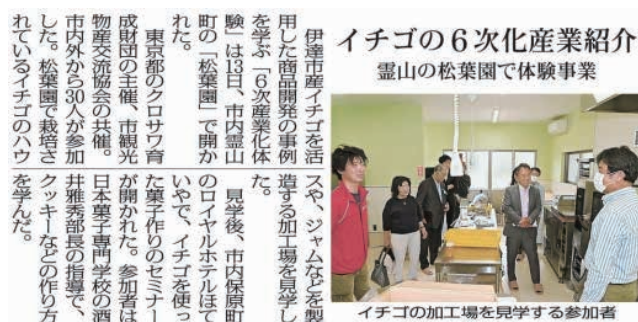 イチゴの6次化産業紹介
霊山の松葉園で体験事業
伊達市産イチゴを活
用した商品開発の事例
を学ぶ「6次産業化体
験」は13日、市内霊山
町の「松葉園」で開か
れた。
東京都のクロサワ育
成財団の主催、市観光
物産交流協会の共催。
市内外から30人が参加
した。松葉園で栽培さ
れているイチゴのハウ
スや、ジャムなどを製
造する加工場を見学し
た。
見学後、市内保原町
のロイヤルホテルほて
いやで、イチゴを使っ
た菓子作りのセミナー
が開かれた。参加者は
日本菓子専門学校の酒
井雅秀部長の指導で、
クッキーなどの作り方
を学んだ。
イチゴの加工場を見学する参加者